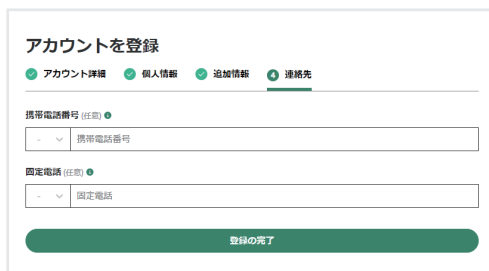 アカウントを登録
アカウント詳細 個人情報 追加情報 4 連絡先
携帯電話番号 (任意)
- 携帯電話番号
固定電話 (任意)
- 固定電話
登録の完了